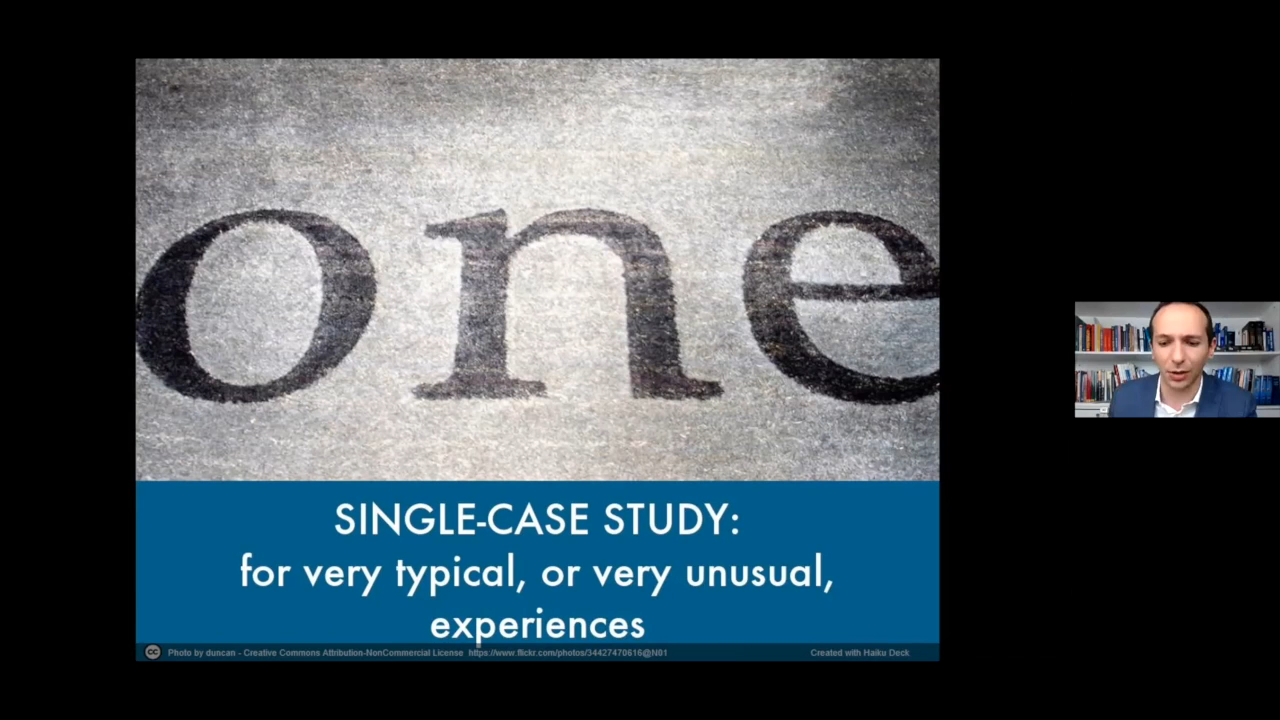 one
SINGLE-CASE STUDY:
for very typical, or very unusual,
experiences
cc Photo by duncan - Creative Commons Attribution-NonCommercial License https://www.flickr.com/photos/34427470616@N01 Created with Haiku Deck